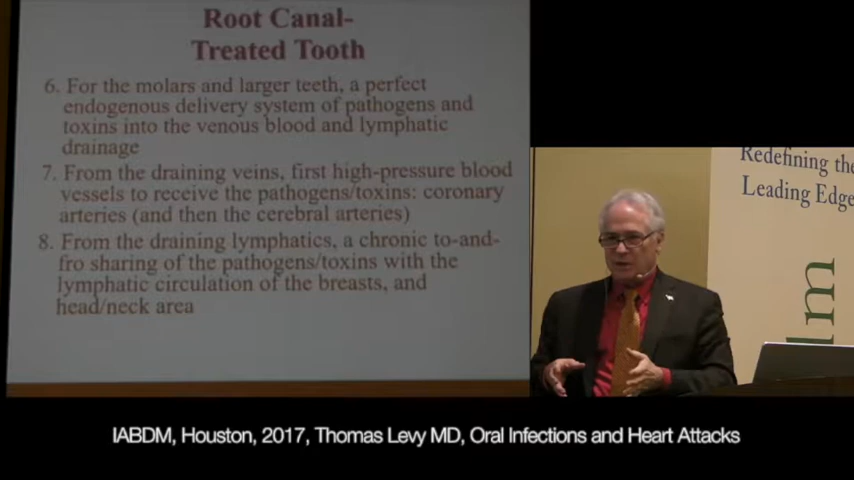 Root Canal-
Treated Tooth
6. For the molars and larger teeth, a perfect
endogenous delivery system of pathogens and
toxins into the venous blood and lymphatic
drainage
7. From the draining veins, first high-pressure blood
vessels to receive the pathogens/toxins: coronary
arteries (and then the cerebral arteries)
8. From the draining lymphatics, a chronic to-and-
fro sharing of the pathogens/toxins with the
lymphatic circulation of the breasts, and
head/neck area
Redefining the
Leading Edge
IABDM, Houston, 2017, Thomas Levy MD, Oral Infections and Heart Attacks